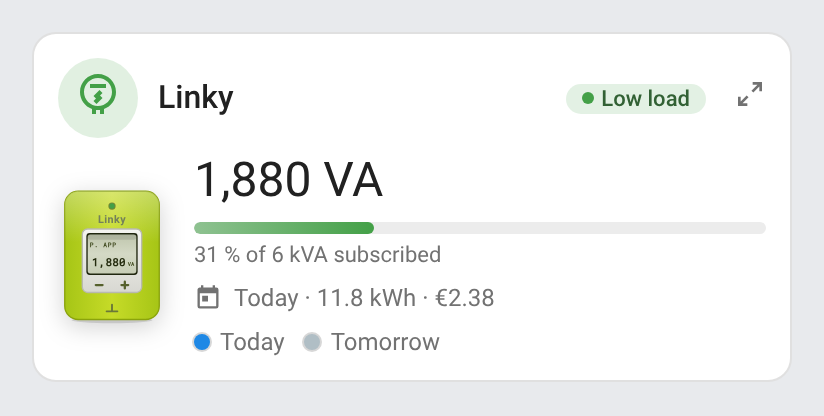 Linky
Low load
1,880 VA
31 % of 6 kVA subscribed
Today · 11.8 kWh · €2.38
Today
Tomorrow
Linky
P. APP
1,880 VA